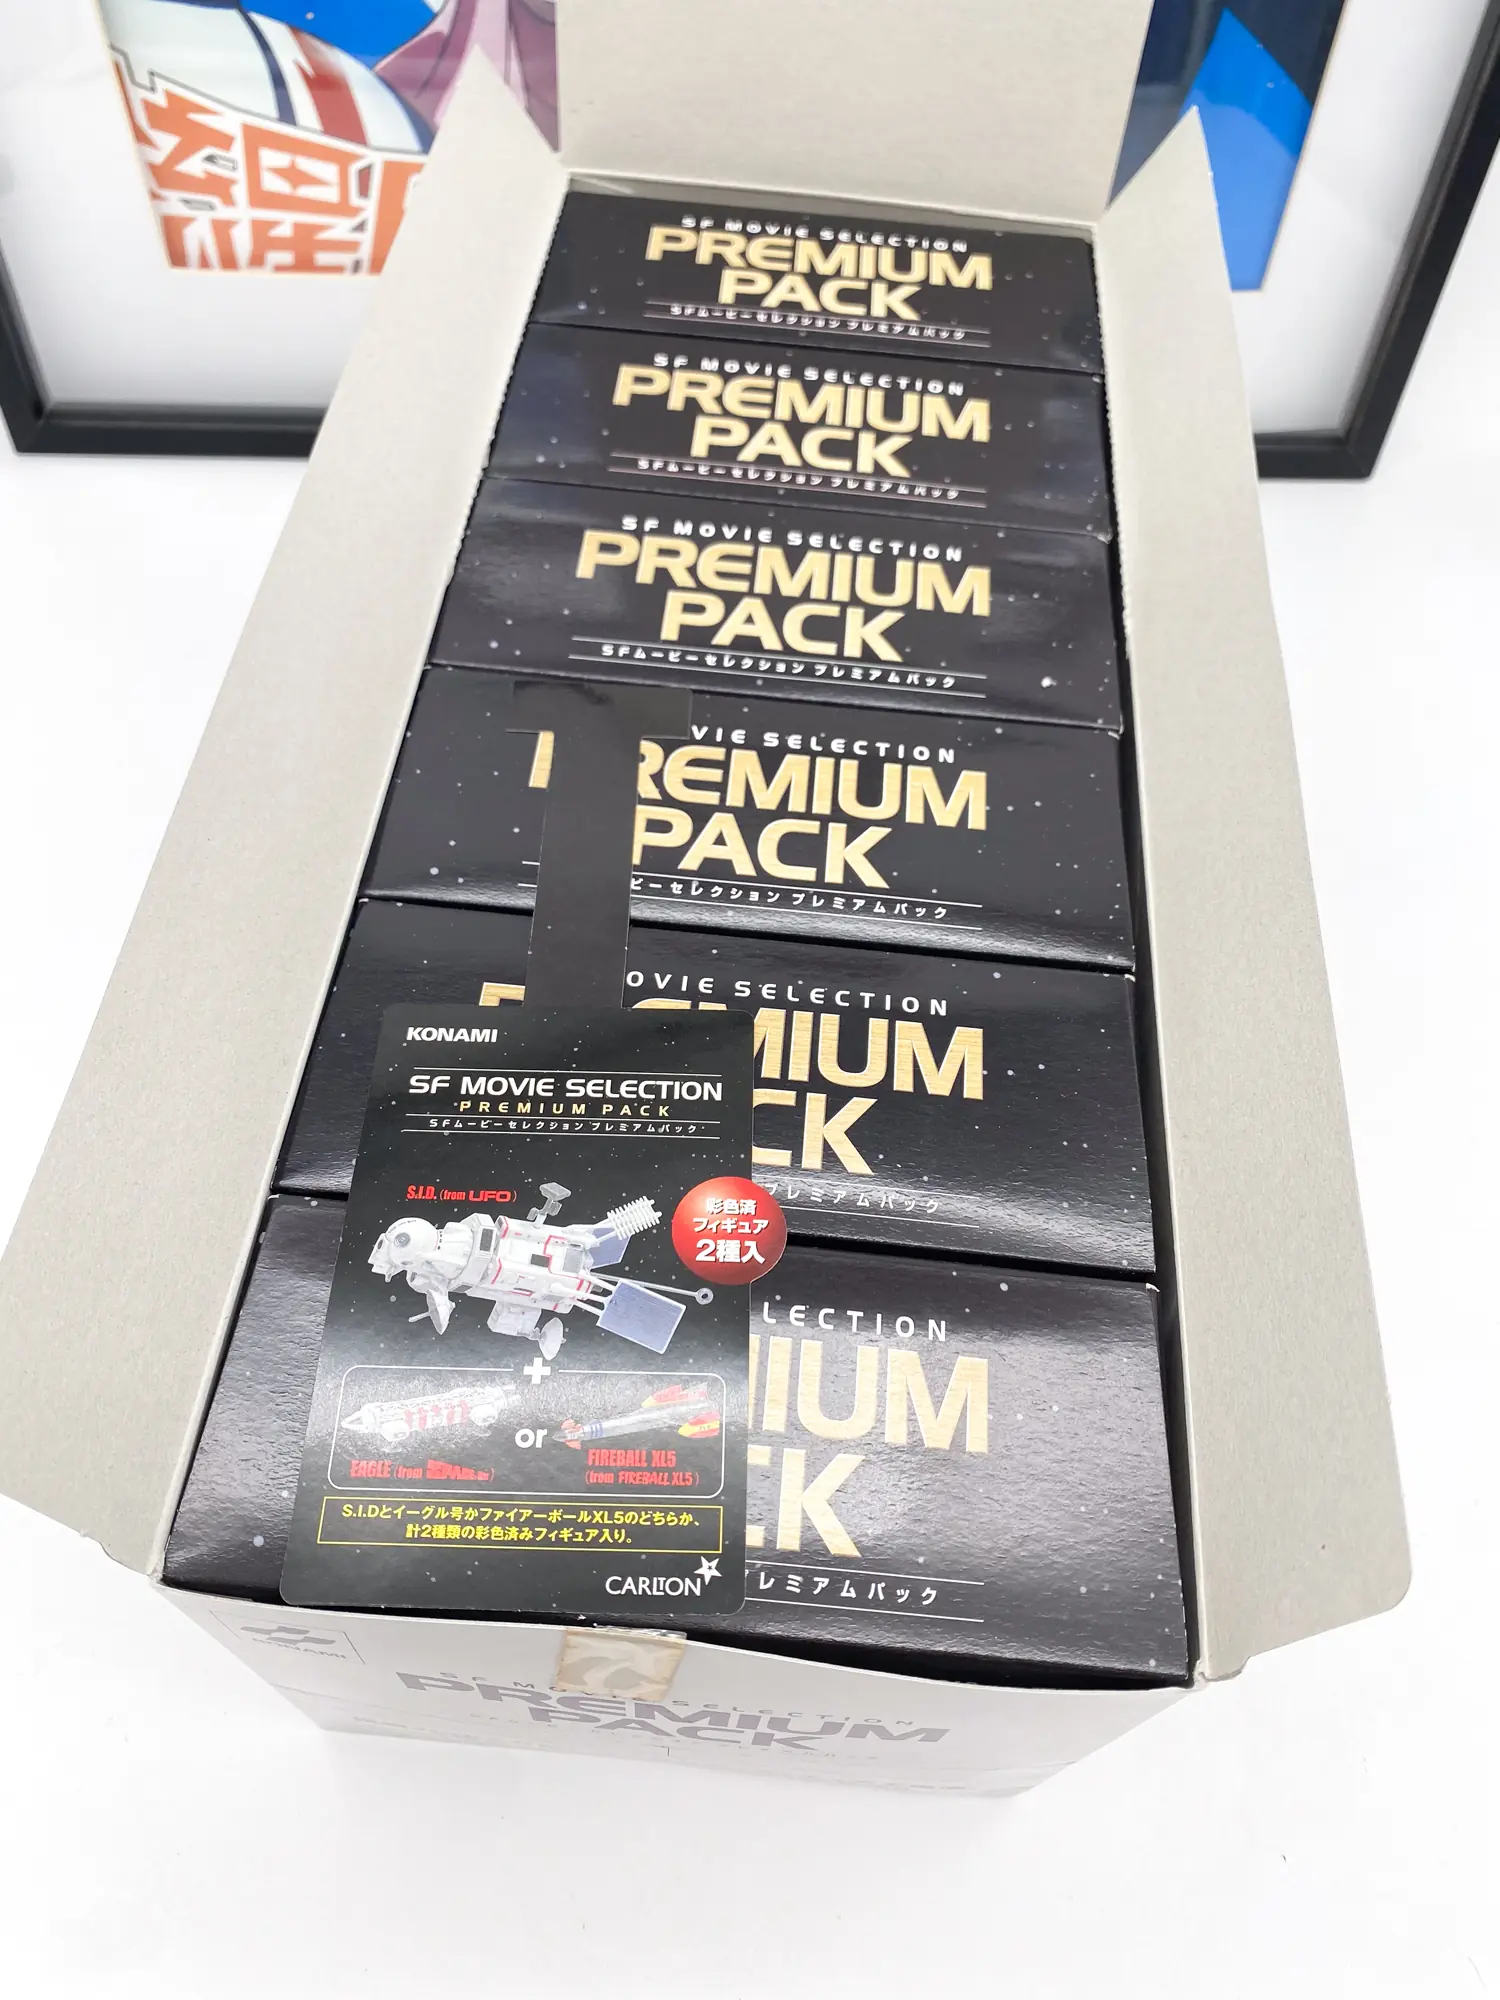 SF MOVIE SELECTION
PREMIUM
PACK
SFムービーセレクション プレミアムパック
SF MOVIE SELECTION
PREMIUM
PACK
SFムービーセレクション プレミアムパック
SF MOVIE SELECTION
PREMIUM
PACK
SFムービーセレクション プレミアムパック
VIE SELECTION
REMIUM
PACK
ビーセレクション プレミアムパック
OVIE SELECTION
MIUM
CK
プレミアムパック
KONAMI
SF MOVIE SELECTION
PREMIUM PACK
SFムービーセレクション プレミアムパック
S.I.D. (from UFO)
彩色済
フィギュア
2種入
+
EAGLE (from
or
FIREBALL XL5
(from FIREBALL XL5)
S.I.Dとイーグル号かファイアーボールXL5のどちらか、
計2種類の彩色済みフィギュア入り。
CARLTON
LECTION
IUM
CK
プレミアムパック
KONAMI
SF MOVIE SELECTION
PREMIUM
PACK